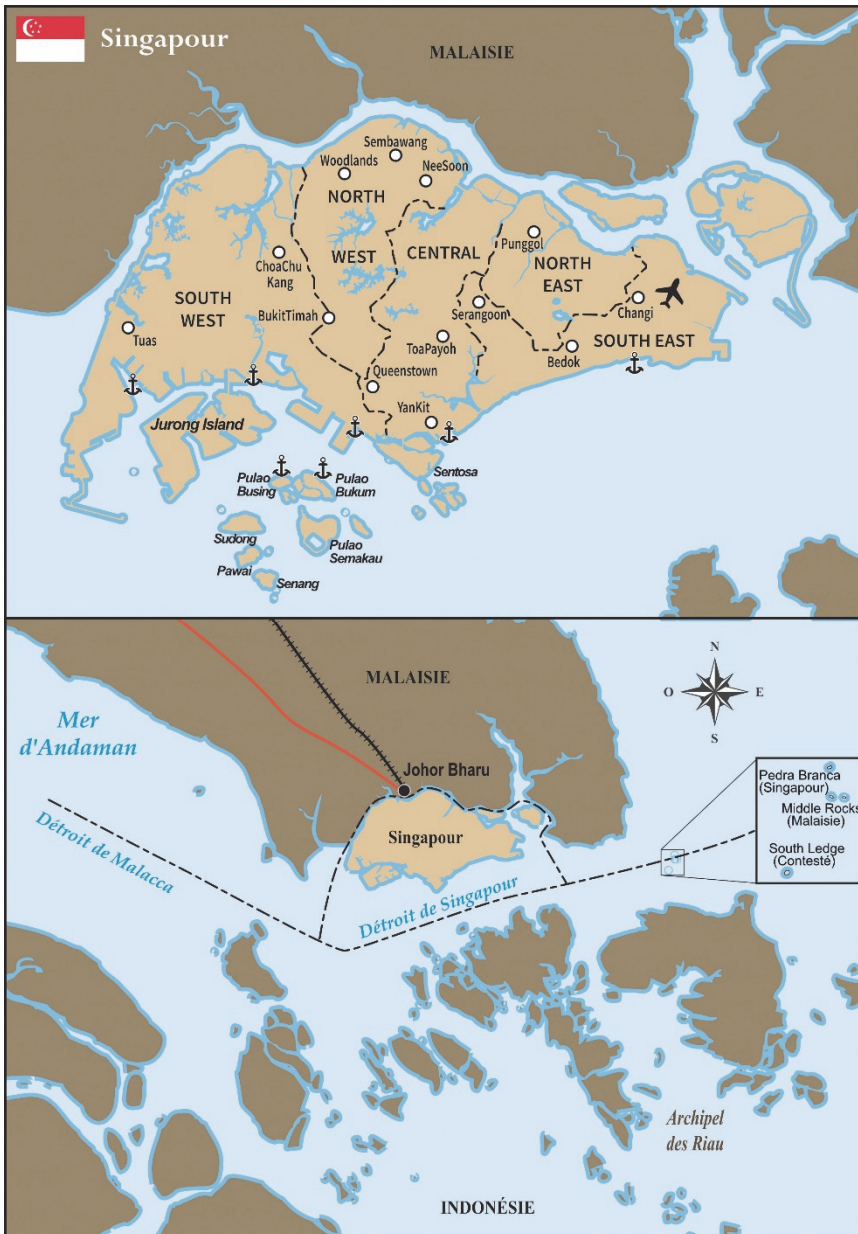 Singapour
MALAISIE
Sembawang
Woodlands
NeeSoon
NORTH
WEST
CENTRAL
Punggol
NORTH
EAST
ChoaChu
Kang
SOUTH
WEST
BukitTimah
Serangoon
Changi
Tuas
ToaPayoh
SOUTH EAST
Bedok
Queenstown
YanKit
Jurong Island
Sentosa
Pulao
Busing
Pulao
Bukum
Sudong
Pulao
Semakau
Pawai
Senang
MALAISIE
N
O
E
S
Mer
d'Andaman
Johor Bharu
Pedra Branca
(Singapour)
Middle Rocks
(Malaisie)
South Ledge
(Contesté)
Singapour
Détroit de Malacca
Détroit de Singapour
Archipel
des Riau
INDONÉSIE